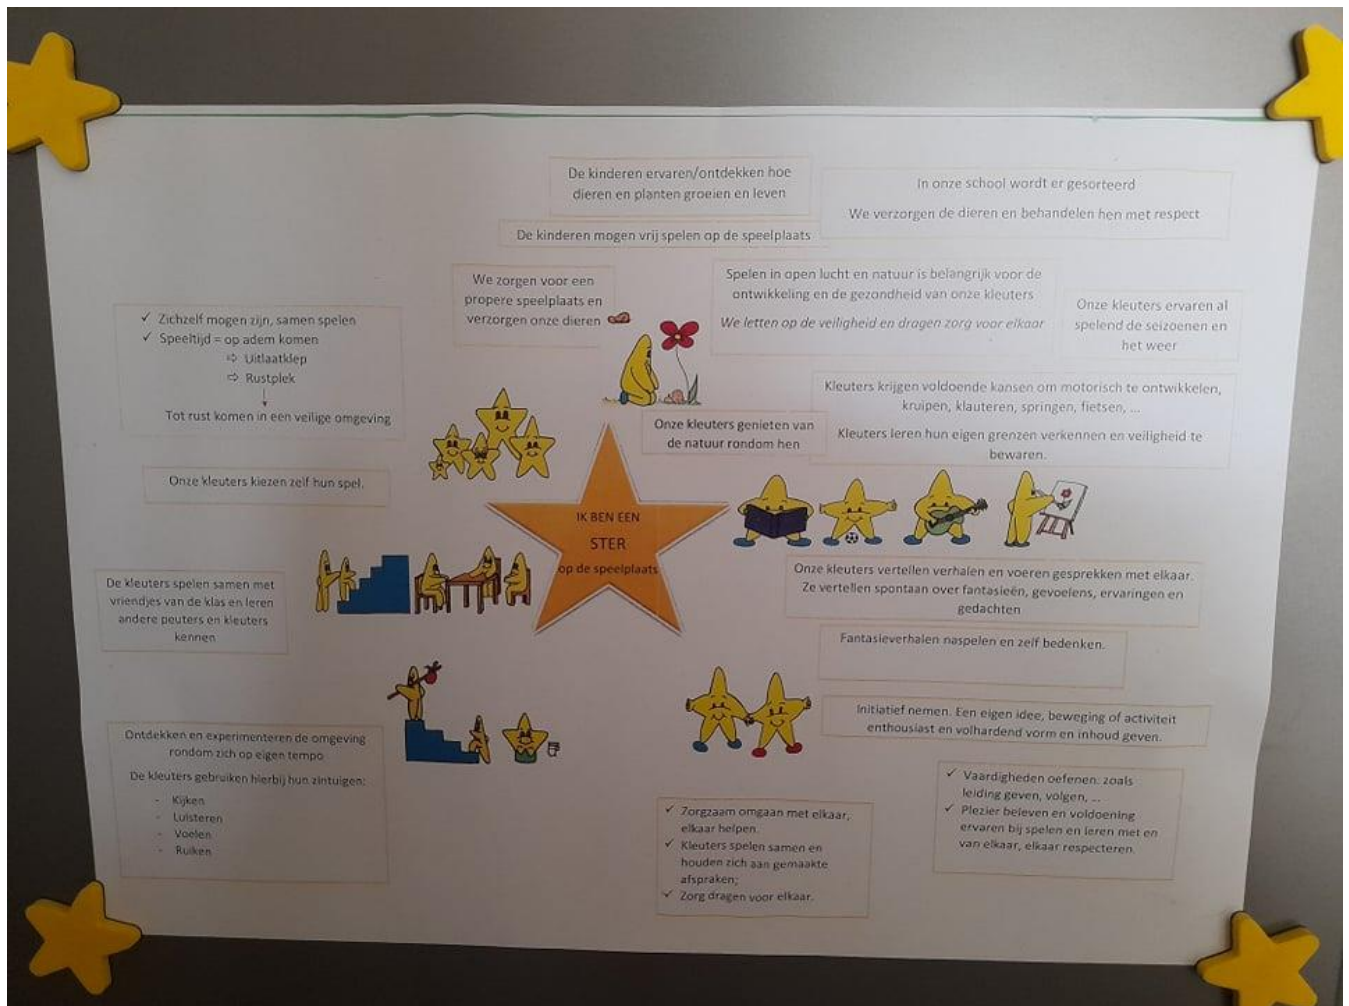 De kinderen ervaren/ontdekken hoe
dieren en planten groeien en leven
In onze school wordt er gesorteerd
We verzorgen de dieren en behandelen hen met respect
De kinderen mogen vrij spelen op de speelplaats
We zorgen voor een
propere speelplaats en
verzorgen onze dieren
Spelen in open lucht en natuur is belangrijk voor de
ontwikkeling en de gezondheid van onze kleuters
We letten op de veiligheid en dragen zorg voor elkaar
Onze kleuters ervaren al
spelend de seizoenen en
het weer
✓ Zichzelf mogen zijn, samen spelen
✓ Speeltijd = op adem komen
⇨ Uitlaatklep
⇨ Rustplek
↓
Tot rust komen in een veilige omgeving
Kleuters krijgen voldoende kansen om motorisch te ontwikkelen,
kruipen, klauteren, springen, fietsen, ...
Kleuters leren hun eigen grenzen verkennen en veiligheid te
bewaren.
Onze kleuters genieten van
de natuur rondom hen
Onze kleuters kiezen zelf hun spel.
IK BEN EEN
STER
op de speelplaats
De kleuters spelen samen met
vriendjes van de klas en leren
andere peuters en kleuters
kennen
Onze kleuters vertellen verhalen en voeren gesprekken met elkaar.
Ze vertellen spontaan over fantasieën, gevoelens, ervaringen en
gedachten
Fantasieverhalen naspelen en zelf bedenken.
Initiatief nemen. Een eigen idee, beweging of activiteit
enthousiast en volhardend vorm en inhoud geven.
Ontdekken en experimenteren de omgeving
rondom zich op eigen tempo
De kleuters gebruiken hierbij hun zintuigen:
- Kijken
- Luisteren
- Voelen
- Ruiken
✓ Zorgzaam omgaan met elkaar,
elkaar helpen.
✓ Kleuters spelen samen en
houden zich aan gemaakte
afspraken;
✓ Zorg dragen voor elkaar.
✓ Vaardigheden oefenen: zoals
leiding geven, volgen, ...
✓ Plezier beleven en voldoening
ervaren bij spelen en leren met en
van elkaar, elkaar respecteren.